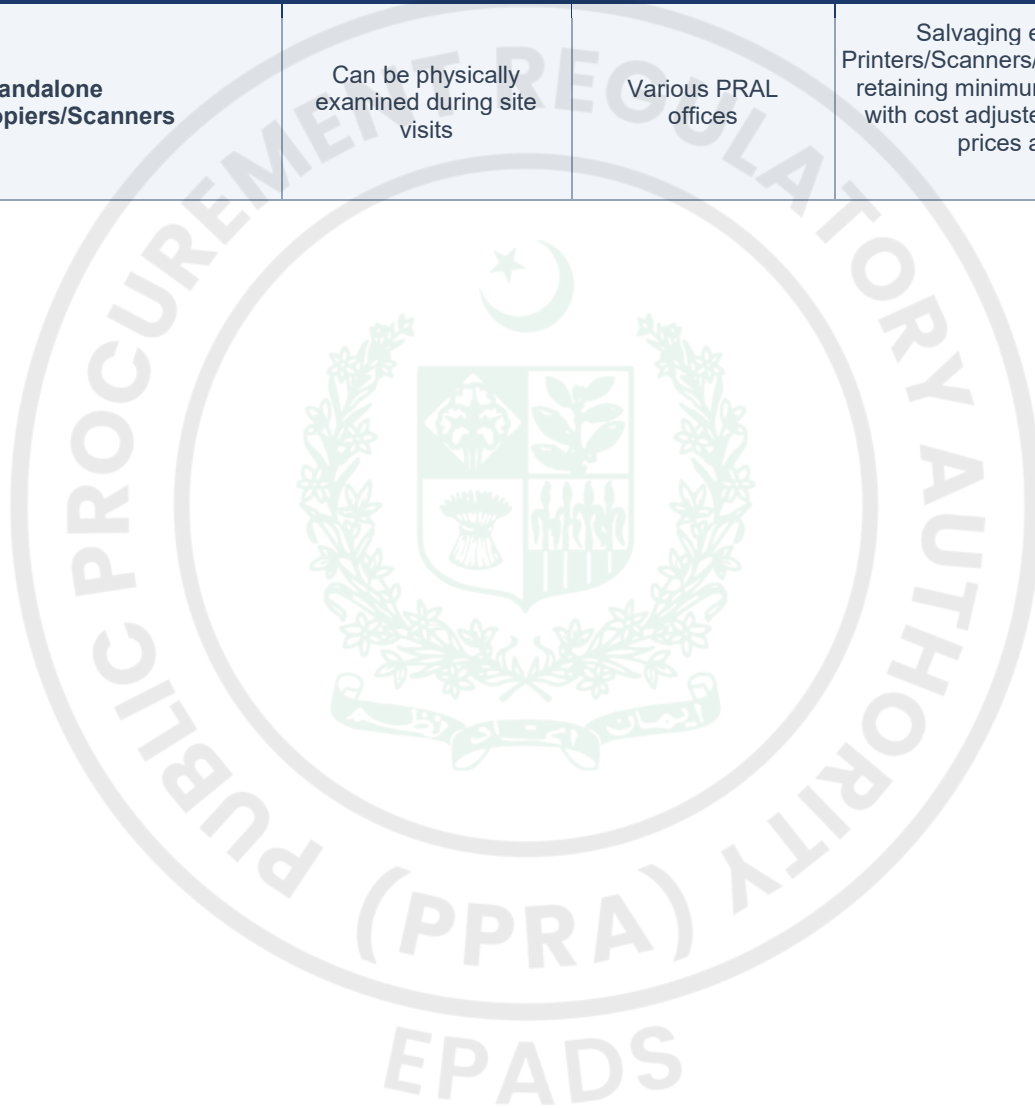 andalone
opiers/Scanners
Can be physically
examined during site
visits
Various PRAL
offices
Salvaging e
Printers/Scanners/
retaining minimu
with cost adjuste
prices a
PUBLIC PROCUREMENT REGULATORY AUTHORITY
(PPRA)
EPADS